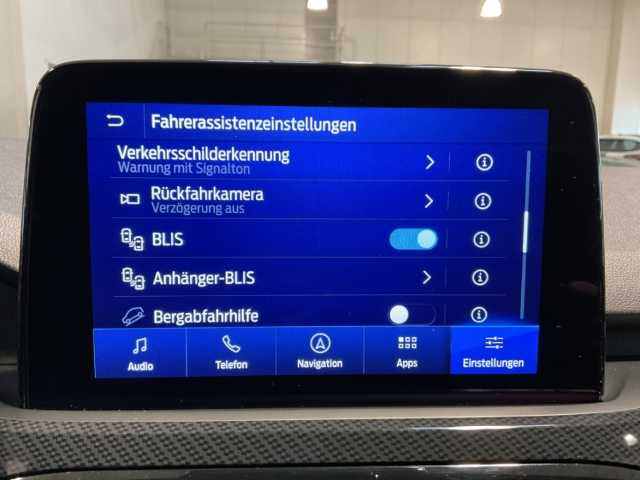 Fahrerassistenzeinstellungen
Verkehrsschilderkennung
Warnung mit Signalton
Rückfahrkamera
Verzögerung aus
BLIS
Anhänger-BLIS
Bergabfahrhilfe
Audio
Telefon
Navigation
Apps
Einstellungen